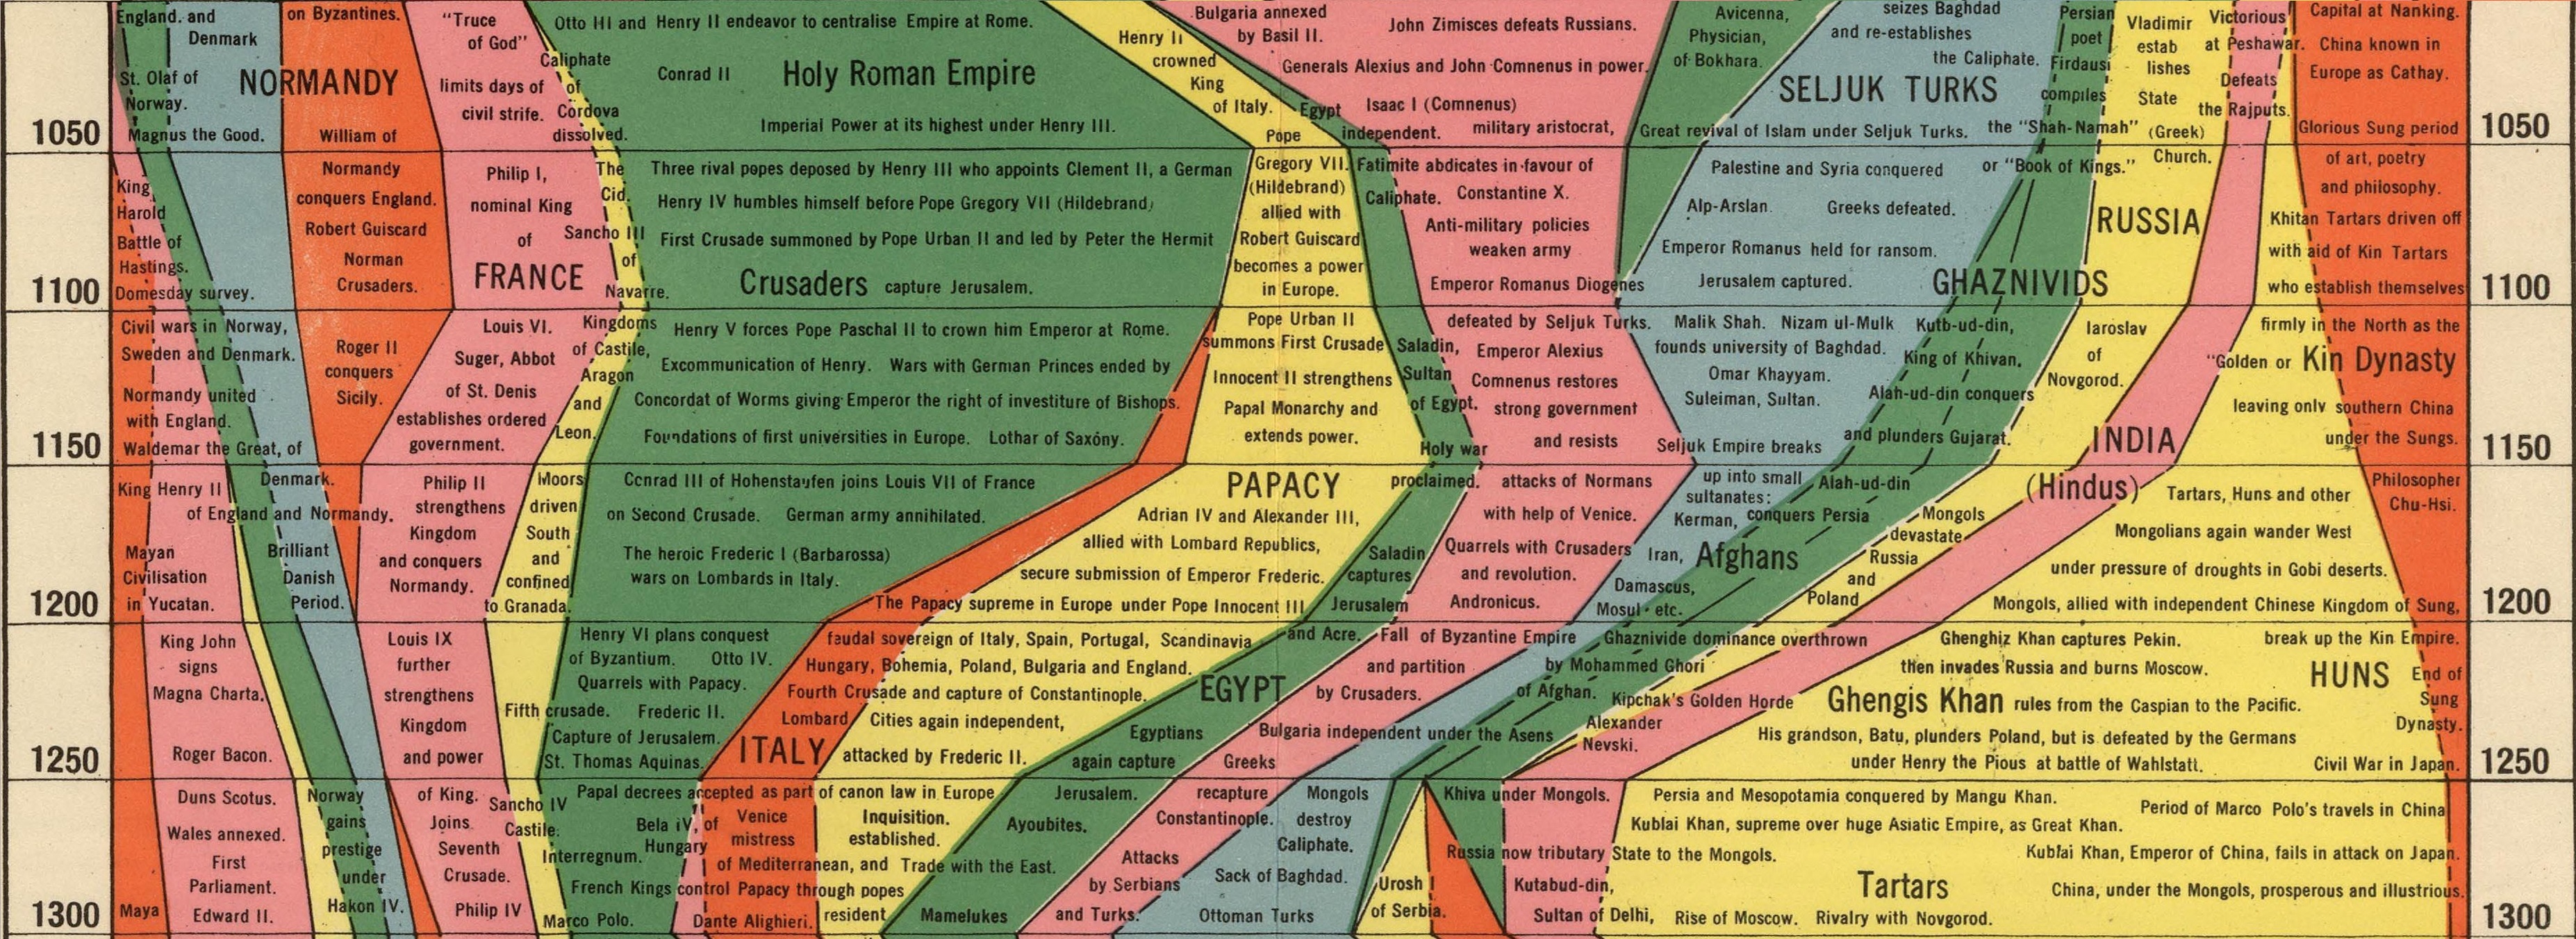 England. and
Denmark
St. Olaf of
Norway.
Magnus the Good.
on Byzantines.
NORMANDY
William of
"Truce
of God"
limits days of
civil strife.
Caliphate
of
Cordova
dissolved.
Otto III and Henry II endeavor to centralise Empire at Rome.
Conrad II
Holy Roman Empire
Imperial Power at its highest under Henry III.
Henry II
crowned
King
of Italy.
Pope
Bulgaria annexed
by Basil II.
Egypt
independent.
John Zimisces defeats Russians.
Generals Alexius and John Comnenus in power.
Isaac I (Comnenus)
military aristocrat,
Avicenna,
Physician,
of Bokhara.
seizes Baghdad
and re-establishes
the Caliphate.
SELJUK TURKS
Great revival of Islam under Seljuk Turks.
Persian
poet
Firdausi
compiles
the "Shah-Namah"
Vladimir
estab
lishes
State
(Greek)
Victorious
at Peshawar.
Defeats
the Rajputs.
Capital at Nanking.
China known in
Europe as Cathay.
Glorious Sung period
1050
1050
King
Harold
Battle of
Hastings.
Domesday survey.
Normandy
conquers England.
Robert Guiscard
Norman
Crusaders.
Philip I,
nominal King
of
FRANCE
The
Cid.
Sancho III
of
Navarre.
Three rival popes deposed by Henry III who appoints Clement II, a German
Henry IV humbles himself before Pope Gregory VII (Hildebrand)
First Crusade summoned by Pope Urban II and led by Peter the Hermit
Crusaders capture Jerusalem.
Gregory VII.
(Hildebrand)
allied with
Robert Guiscard
becomes a power
in Europe.
Fatimite
Caliphate.
abdicates in favour of
Constantine X.
Anti-military policies
weaken army
Emperor Romanus Diogenes
Palestine and Syria conquered
Alp-Arslan. Greeks defeated.
Emperor Romanus held for ransom.
Jerusalem captured.
or "Book of Kings."
GHAZNIVIDS
Church.
RUSSIA
of art, poetry
and philosophy.
Khitan Tartars driven off
with aid of Kin Tartars
who establish themselves
1100
1100
Civil wars in Norway,
Sweden and Denmark.
Normandy united
with England.
Waldemar the Great, of
Roger II
conquers
Sicily.
Louis VI.
Suger, Abbot
of St. Denis
establishes ordered
government.
Kingdoms
of Castile,
Aragon
and
Leon.
Henry V forces Pope Paschal II to crown him Emperor at Rome.
Excommunication of Henry. Wars with German Princes ended by
Concordat of Worms giving Emperor the right of investiture of Bishops.
Foundations of first universities in Europe. Lothar of Saxony.
Pope Urban II
summons First Crusade
Innocent II strengthens
Papal Monarchy and
extends power.
Saladin,
Sultan
of Egypt.
Holy war
defeated by Seljuk Turks.
Emperor Alexius
Comnenus restores
strong government
and resists
Malik Shah. Nizam ul-Mulk
founds university of Baghdad.
Omar Khayyam.
Suleiman, Sultan.
Seljuk Empire breaks
Kutb-ud-din,
King of Khivan.
Alah-ud-din conquers
and plunders Gujarat.
Iaroslav
of
Novgorod.
INDIA
firmly in the North as the
"Golden or Kin Dynasty
leaving only southern China
under the Sungs.
1150
1150
King Henry II
of England and Normandy.
Mayan
Civilisation
in Yucatan.
Denmark.
Brilliant
Danish
Period.
Philip II
strengthens
Kingdom
and conquers
Normandy.
Moors
driven
South
and
confined
to Granada.
Conrad III of Hohenstaufen joins Louis VII of France
on Second Crusade. German army annihilated.
The heroic Frederic I (Barbarossa)
wars on Lombards in Italy.
PAPACY
Adrian IV and Alexander III,
allied with Lombard Republics,
secure submission of Emperor Frederic.
The Papacy supreme in Europe under Pope Innocent III
proclaimed.
Saladin
captures
Jerusalem
attacks of Normans
with help of Venice.
Quarrels with Crusaders
and revolution.
Andronicus.
up into small
sultanates:
Kerman,
Iran,
Damascus,
Mosul etc.
Alah-ud-din
conquers Persia
Afghans
Mongols
devastate
Russia
and
Poland
(Hindus)
Tartars, Huns and other
Mongolians again wander West
under pressure of droughts in Gobi deserts.
Mongols, allied with independent Chinese Kingdom of Sung,
Philosopher
Chu-Hsi.
1200
1200
King John
signs
Magna Charta.
Roger Bacon.
Louis IX
further
strengthens
Kingdom
and power
Henry VI plans conquest
of Byzantium. Otto IV.
Quarrels with Papacy.
Fifth crusade. Frederic II.
Capture of Jerusalem.
St. Thomas Aquinas.
faudal sovereign of Italy, Spain, Portugal, Scandinavia
Hungary, Bohemia, Poland, Bulgaria and England.
Fourth Crusade and capture of Constantinople.
Lombard Cities again independent,
ITALY
attacked by Frederic II.
and Acre.
EGYPT
Egyptians
again capture
Fall of Byzantine Empire
and partition
by Crusaders.
Bulgaria independent under the Asens
Greeks
Ghaznivide dominance overthrown
by Mohammed Ghori
of Afghan.
Kipchak's Golden Horde
Alexander
Nevski.
Ghenghiz Khan captures Pekin.
then invades Russia and burns Moscow.
Ghengis Khan rules from the Caspian to the Pacific.
His grandson, Batu, plunders Poland, but is defeated by the Germans
under Henry the Pious at battle of Wahlstatt.
break up the Kin Empire.
HUNS
End of
Sung
Dynasty.
Civil War in Japan.
1250
1250
Duns Scotus.
Wales annexed.
First
Parliament.
Edward II.
Maya
Norway
gains
prestige
under
Hakon IV.
of King.
Joins
Seventh
Crusade.
Philip IV
Sancho IV
Castile.
Interregnum.
Marco Polo.
Papal decrees accepted as part of canon law in Europe
Bela IV, of
Hungary
French Kings control Papacy through popes
resident
Venice
mistress
of Mediterranean, and Trade with the East.
Dante Alighieri.
Inquisition.
established.
Jerusalem.
Ayoubites.
Mamelukes
recapture
Constantinople.
Attacks
by Serbians
and Turks.
Mongols
destroy
Caliphate.
Sack of Baghdad.
Ottoman Turks
Urosh I
of Serbia.
Khiva under Mongols.
Russia now tributary State to the Mongols.
Kutabud-din,
Sultan of Delhi,
Persia and Mesopotamia conquered by Mangu Khan.
Kublai Khan, supreme over huge Asiatic Empire, as Great Khan.
Tartars
Rise of Moscow. Rivalry with Novgorod.
Period of Marco Polo's travels in China
Kublai Khan, Emperor of China, fails in attack on Japan.
China, under the Mongols, prosperous and illustrious.
1300
1300